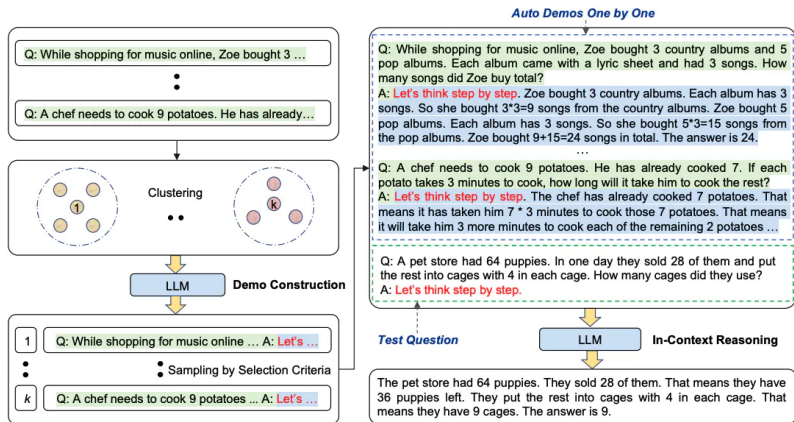 Auto Demos One by One
Q: While shopping for music online, Zoe bought 3 …
Q: A chef needs to cook 9 potatoes. He has already…
Clustering
1
k
LLM
Demo Construction
1
Q: While shopping for music online … A: Let's …
Sampling by Selection Criteria
k
Q: A chef needs to cook 9 potatoes ... A: Let's …
Q: While shopping for music online, Zoe bought 3 country albums and 5
pop albums. Each album came with a lyric sheet and had 3 songs. How
many songs did Zoe buy total?
A: Let's think step by step. Zoe bought 3 country albums. Each album has 3
songs. So she bought 3*3=9 songs from the country albums. Zoe bought 5
pop albums. Each album has 3 songs. So she bought 5*3=15 songs from
the pop albums. Zoe bought 9+15=24 songs in total. The answer is 24.
…
Q: A chef needs to cook 9 potatoes. He has already cooked 7. If each
potato takes 3 minutes to cook, how long will it take him to cook the rest?
A: Let's think step by step. The chef has already cooked 7 potatoes. That
means it has taken him 7 * 3 minutes to cook those 7 potatoes. That means
it will take him 3 more minutes to cook each of the remaining 2 potatoes …
Q: A pet store had 64 puppies. In one day they sold 28 of them and put
the rest into cages with 4 in each cage. How many cages did they use?
A: Let's think step by step.
Test Question
LLM
In-Context Reasoning
The pet store had 64 puppies. They sold 28 of them. That means they have
36 puppies left. They put the rest into cages with 4 in each cage. That
means they have 9 cages. The answer is 9.